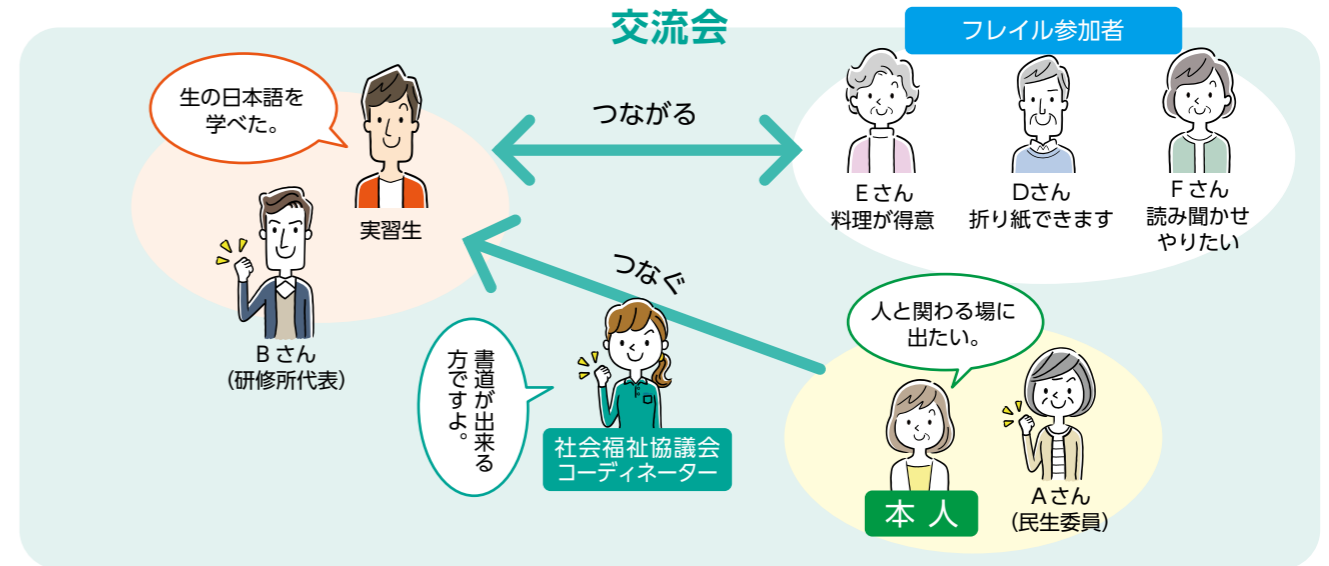 交流会
フレイル参加者
生の日本語を
学べた。
実習生
Bさん
（研修所代表）
つながる
Eさん
料理が得意
Dさん
折り紙できます
Fさん
読み聞かせ
やりたい
つなぐ
書道が出来る
方ですよ。
社会福祉協議会
コーディネーター
人と関わる場に
出たい。
本人
Aさん
（民生委員）